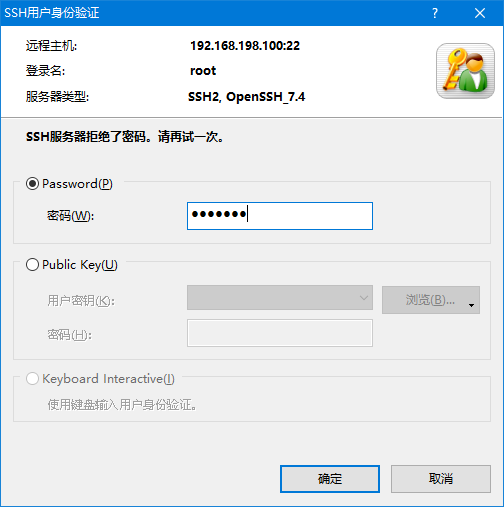 SSH用户身份验证
远程主机: 192.168.198.100:22
登录名: root
服务器类型: SSH2, OpenSSH_7.4
SSH服务器拒绝了密码。请再试一次。
Password(P)
密码(W): ●●●●●●●
Public Key(U)
用户密钥(K): 浏览(B)...
密码(H):
Keyboard Interactive(I)
使用键盘输入用户身份验证。
确定 取消